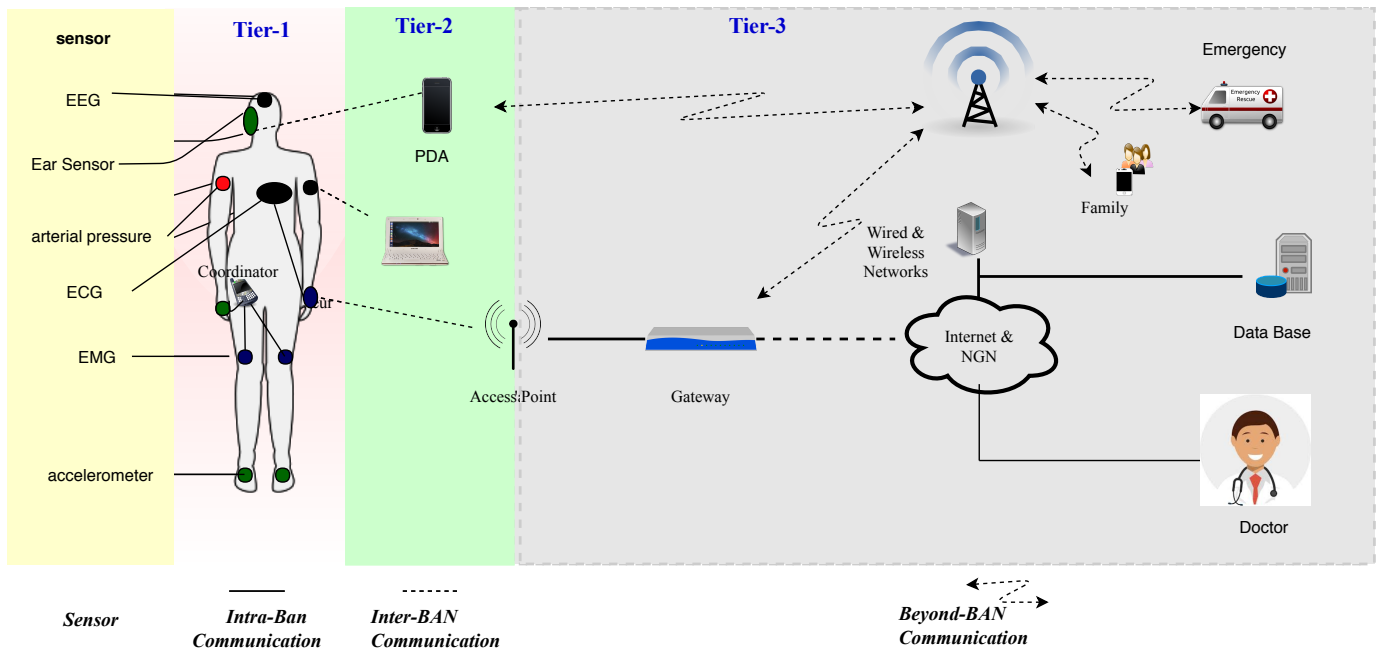 Tier-1
Tier-2
Tier-3
sensor
Emergency
EEG
Emergency
Rescue
PDA
Ear Sensor
Family
arterial pressure
Wired &
Wireless
Networks
Coordinator
ECG
Internet &
NGN
Data Base
EMG
Access Point
Gateway
accelerometer
Doctor
Sensor
Intra-Ban
Communication
Inter-BAN
Communication
Beyond-BAN
Communication